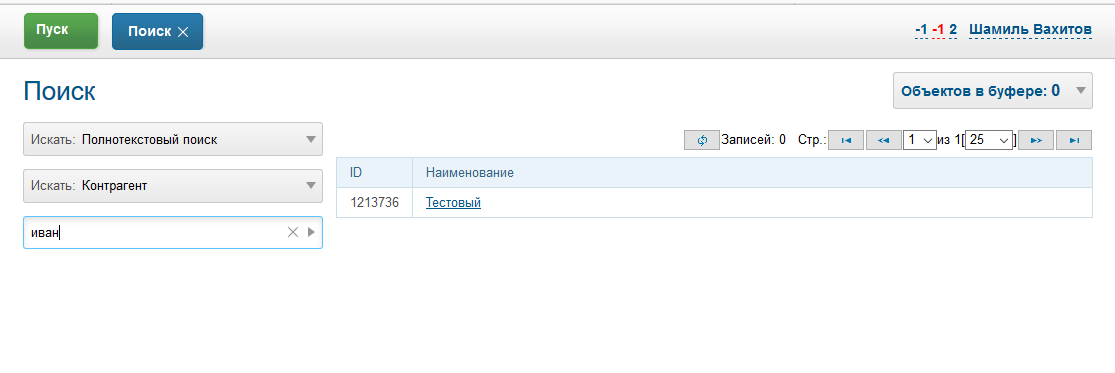 Пуск
Поиск
-1 -1 2 Шамиль Вахитов
Поиск
Объектов в буфере: 0
Искать: Полнотекстовый поиск
Записей: 0 Стр.: 1 из 1[ 25 ]
ID Наименование
Искать: Контрагент
1213736 Тестовый
иван